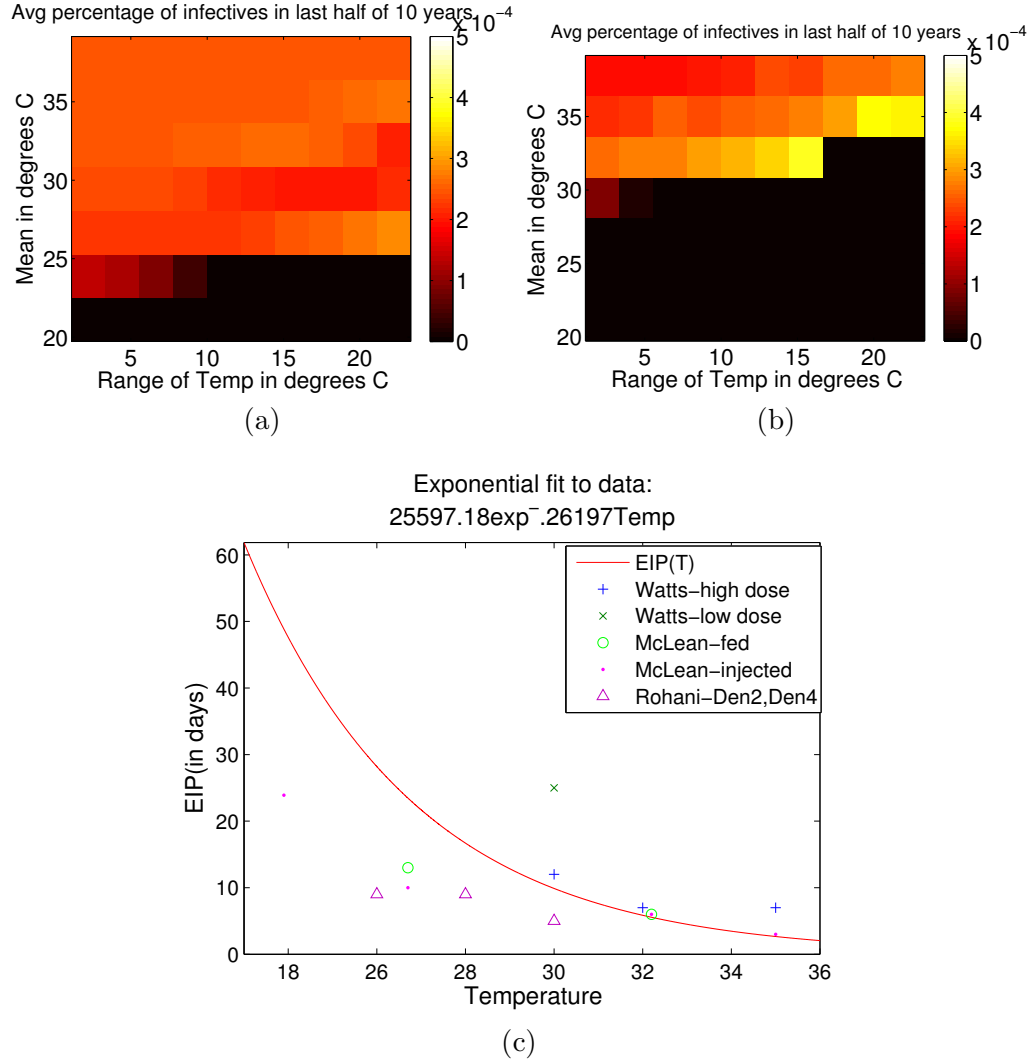 Avg percentage of infectives in last half of 10 years
x 10⁻⁴
Mean in degrees C
35
30
25
20
5
10
15
20
Range of Temp in degrees C
5
4
3
2
1
0
(a)
Avg percentage of infectives in last half of 10 years
x 10⁻⁴
Mean in degrees C
35
30
25
20
5
10
15
20
Range of Temp in degrees C
5
4
3
2
1
0
(b)
Exponential fit to data:
25597.18exp⁻.26197Temp
EIP(in days)
60
50
40
30
20
10
0
18
26
28
30
32
34
36
Temperature
EIP(T)
Watts−high dose
Watts−low dose
McLean−fed
McLean−injected
Rohani−Den2,Den4
(c)